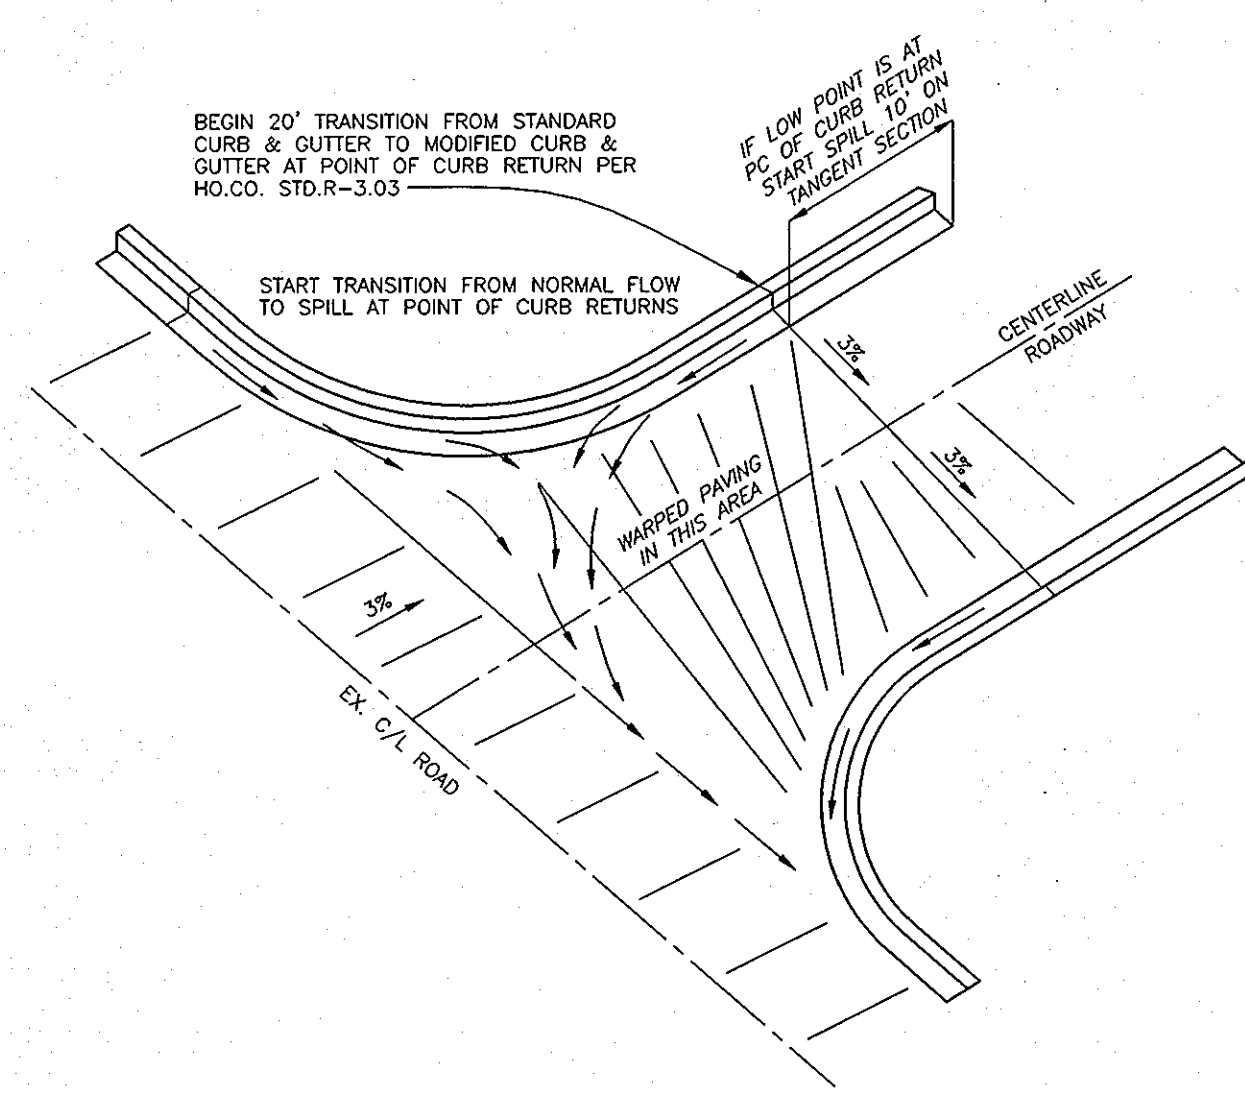 BEGIN 20' TRANSITION FROM STANDARD
CURB & GUTTER TO MODIFIED CURB &
GUTTER AT POINT OF CURB RETURN PER
HO.CO. STD.R-3.03
IF LOW POINT IS AT
PC OF CURB RETURN
START SPILL 10' ON
TANGENT SECTION
START TRANSITION FROM NORMAL FLOW
TO SPILL AT POINT OF CURB RETURNS
CENTERLINE
ROADWAY
3%
3%
WARPED PAVING
IN THIS AREA
3%
EX. C/L ROAD